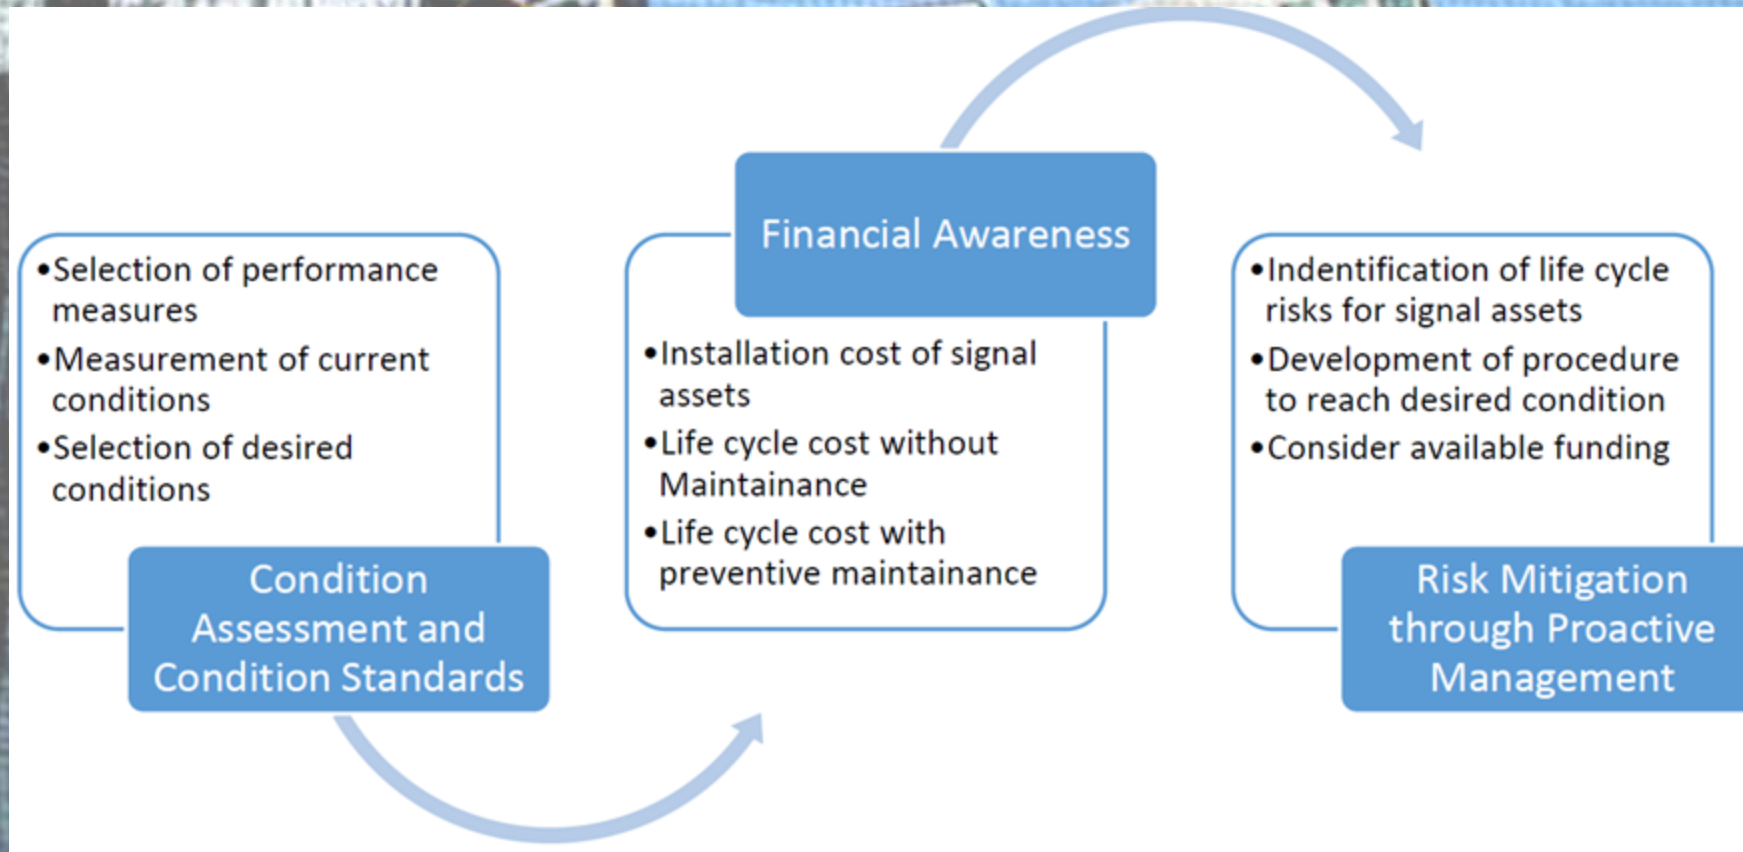 •Selection of performance
measures
•Measurement of current
conditions
•Selection of desired
conditions
Condition
Assessment and
Condition Standards
Financial Awareness
•Installation cost of signal
assets
•Life cycle cost without
Maintainance
•Life cycle cost with
preventive maintainance
•Indentification of life cycle
risks for signal assets
•Development of procedure
to reach desired condition
•Consider available funding
Risk Mitigation
through Proactive
Management